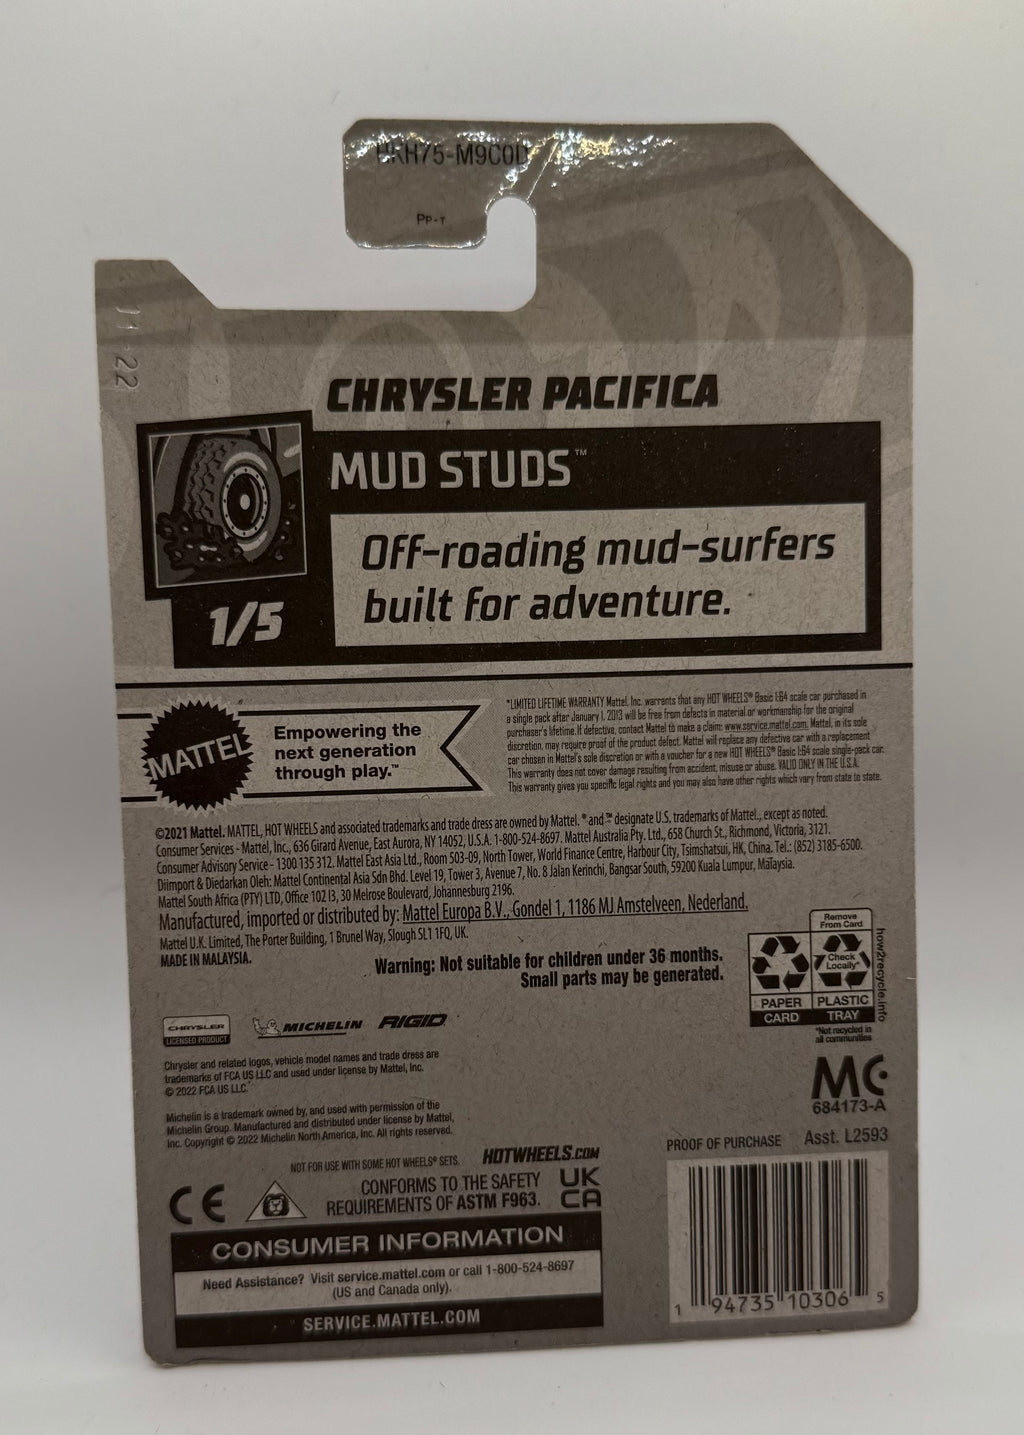 HKH75-M9C0D
PP-T
11 22
CHRYSLER PACIFICA
MUD STUDS™
Off-roading mud-surfers
built for adventure.
1/5
MATTEL
Empowering the
next generation
through play.™
*LIMITED LIFETIME WARRANTY Mattel, Inc. warrants that any HOT WHEELS® Basic 1:64 scale car purchased in
a single pack after January 1, 2013 will be free from defects in material or workmanship for the original
purchaser's lifetime. If defective, contact Mattel to make a claim: www.service.mattel.com. Mattel, in its sole
discretion, may require proof of the product defect. Mattel will replace any defective car with a replacement
car chosen in Mattel's sole discretion or with a voucher for a new HOT WHEELS® Basic 1:64 scale single-pack car.
This warranty does not cover damage resulting from accident, misuse or abuse. VALID ONLY IN THE U.S.A.
This warranty gives you specific legal rights and you may also have other rights which vary from state to state.
©2021 Mattel. MATTEL, HOT WHEELS and associated trademarks and trade dress are owned by Mattel. ® and ™ designate U.S. trademarks of Mattel., except as noted.
Consumer Services - Mattel, Inc., 636 Girard Avenue, East Aurora, NY 14052, U.S.A. 1-800-524-8697. Mattel Australia Pty. Ltd., 658 Church St., Richmond, Victoria, 3121.
Consumer Advisory Service - 1300 135 312. Mattel East Asia Ltd., Room 503-09, North Tower, World Finance Centre, Harbour City, Tsimshatsui, HK, China. Tel.: (852) 3185-6500.
Diimport & Diedarkan Oleh: Mattel Continental Asia Sdn Bhd. Level 19, Tower 3, Avenue 7, No. 8 Jalan Kerinchi, Bangsar South, 59200 Kuala Lumpur, Malaysia.
Mattel South Africa (PTY) LTD, Office 102 I3, 30 Melrose Boulevard, Johannesburg 2196.
Manufactured, imported or distributed by: Mattel Europa B.V., Gondel 1, 1186 MJ Amstelveen, Nederland.
Mattel U.K. Limited, The Porter Building, 1 Brunel Way, Slough SL1 1FQ, UK.
MADE IN MALAYSIA.
Warning: Not suitable for children under 36 months.
Small parts may be generated.
Remove
From Card
Check
Locally*
PAPER
PLASTIC
CARD
TRAY
how2recycle.info
*Not recycled in
all communities
CHRYSLER
LICENSED PRODUCT
MICHELIN
RIGID
Chrysler and related logos, vehicle model names and trade dress are
trademarks of FCA US LLC and used under license by Mattel, Inc.
© 2022 FCA US LLC.
Michelin is a trademark owned by, and used with permission of the
Michelin Group. Manufactured and distributed under license by Mattel,
Inc. Copyright © 2022 Michelin North America, Inc. All rights reserved.
MC
684173-A
PROOF OF PURCHASE
Asst. L2593
NOT FOR USE WITH SOME HOT WHEELS® SETS.
HOTWHEELS.COM
CE
CONFORMS TO THE SAFETY
REQUIREMENTS OF ASTM F963.
UK
CA
CONSUMER INFORMATION
Need Assistance? Visit service.mattel.com or call 1-800-524-8697
(US and Canada only).
SERVICE.MATTEL.COM
1 94735 10306 5